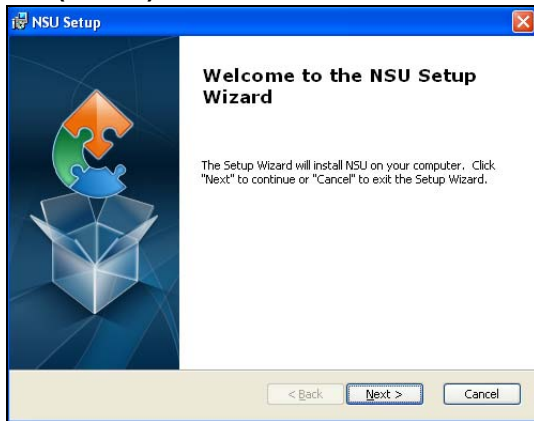 NSU Setup
Welcome to the NSU Setup
Wizard
The Setup Wizard will install NSU on your computer. Click
"Next" to continue or "Cancel" to exit the Setup Wizard.
< Back Next > Cancel